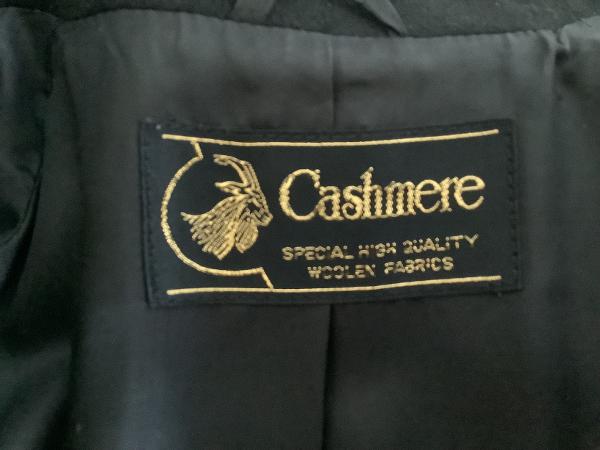 Cashmere
SPECIAL HIGH QUALITY
WOOLEN FABRICS